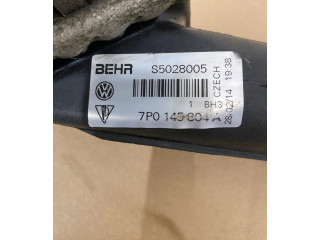 BEHR S5028005
1 BH3
7P0 145 804 A
CZECH
28/02/14 19:38